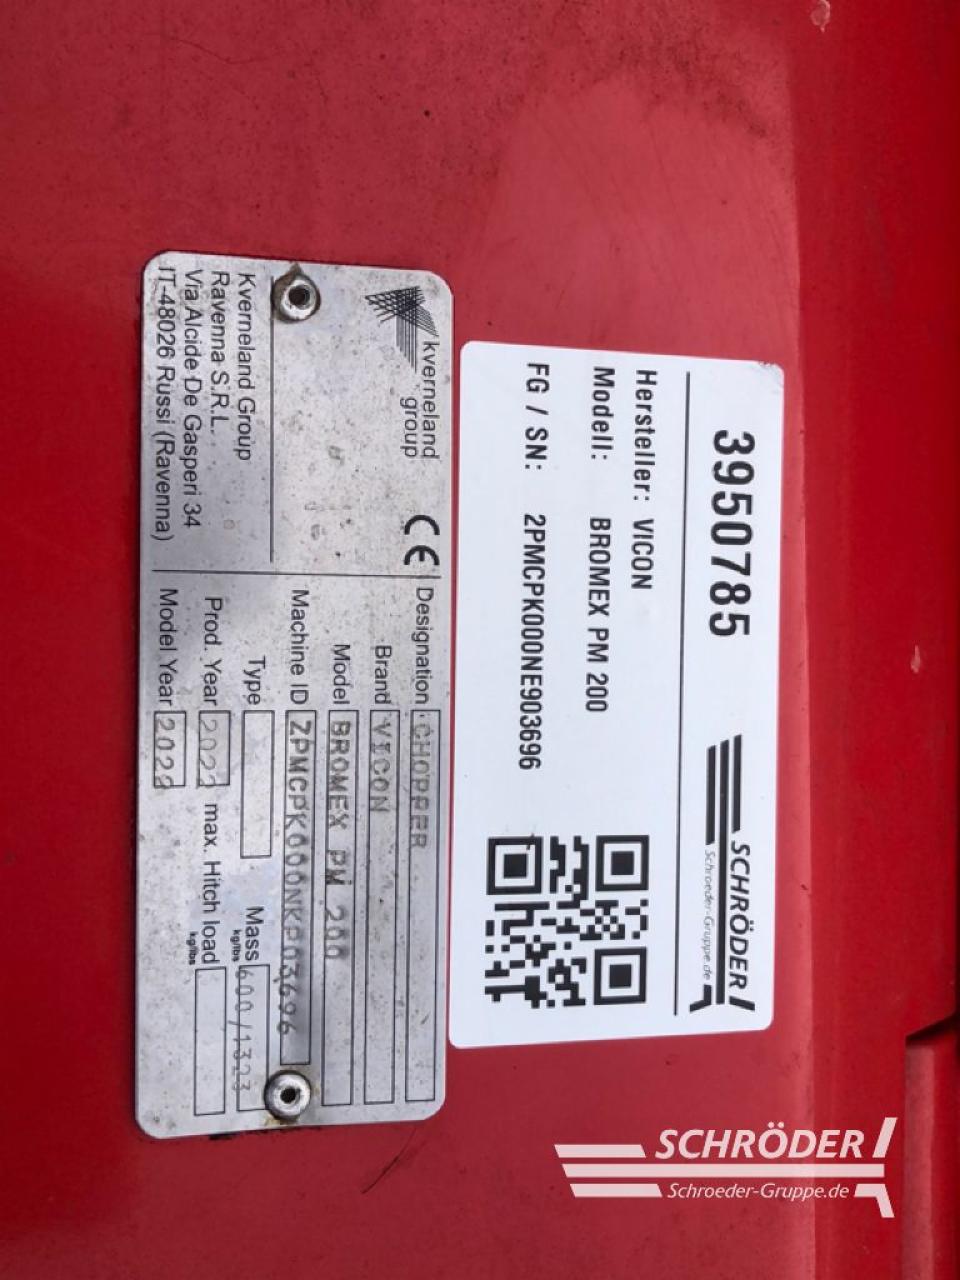 3950785
SCHRÖDER
Schroeder-Gruppe.de
Hersteller: VICON
Modell: BROMEX PM 200
FG / SN: 2PMCPK000NE903696
kverneland
group
CE
Kverneland Group
Ravenna S.R.L.
Via Alcide De Gasperi 34
IT-48026 Russi (Ravenna)
Designation CHOPPER
Brand VICON
Model BROMEX PM 200
Machine ID ZPMCPK000NKP03696
Type
Mass 600/1323
kg/lbs
Prod. Year 2022
max. Hitch load
kg/lbs
Model Year 2022
SCHRÖDER
Schroeder-Gruppe.de